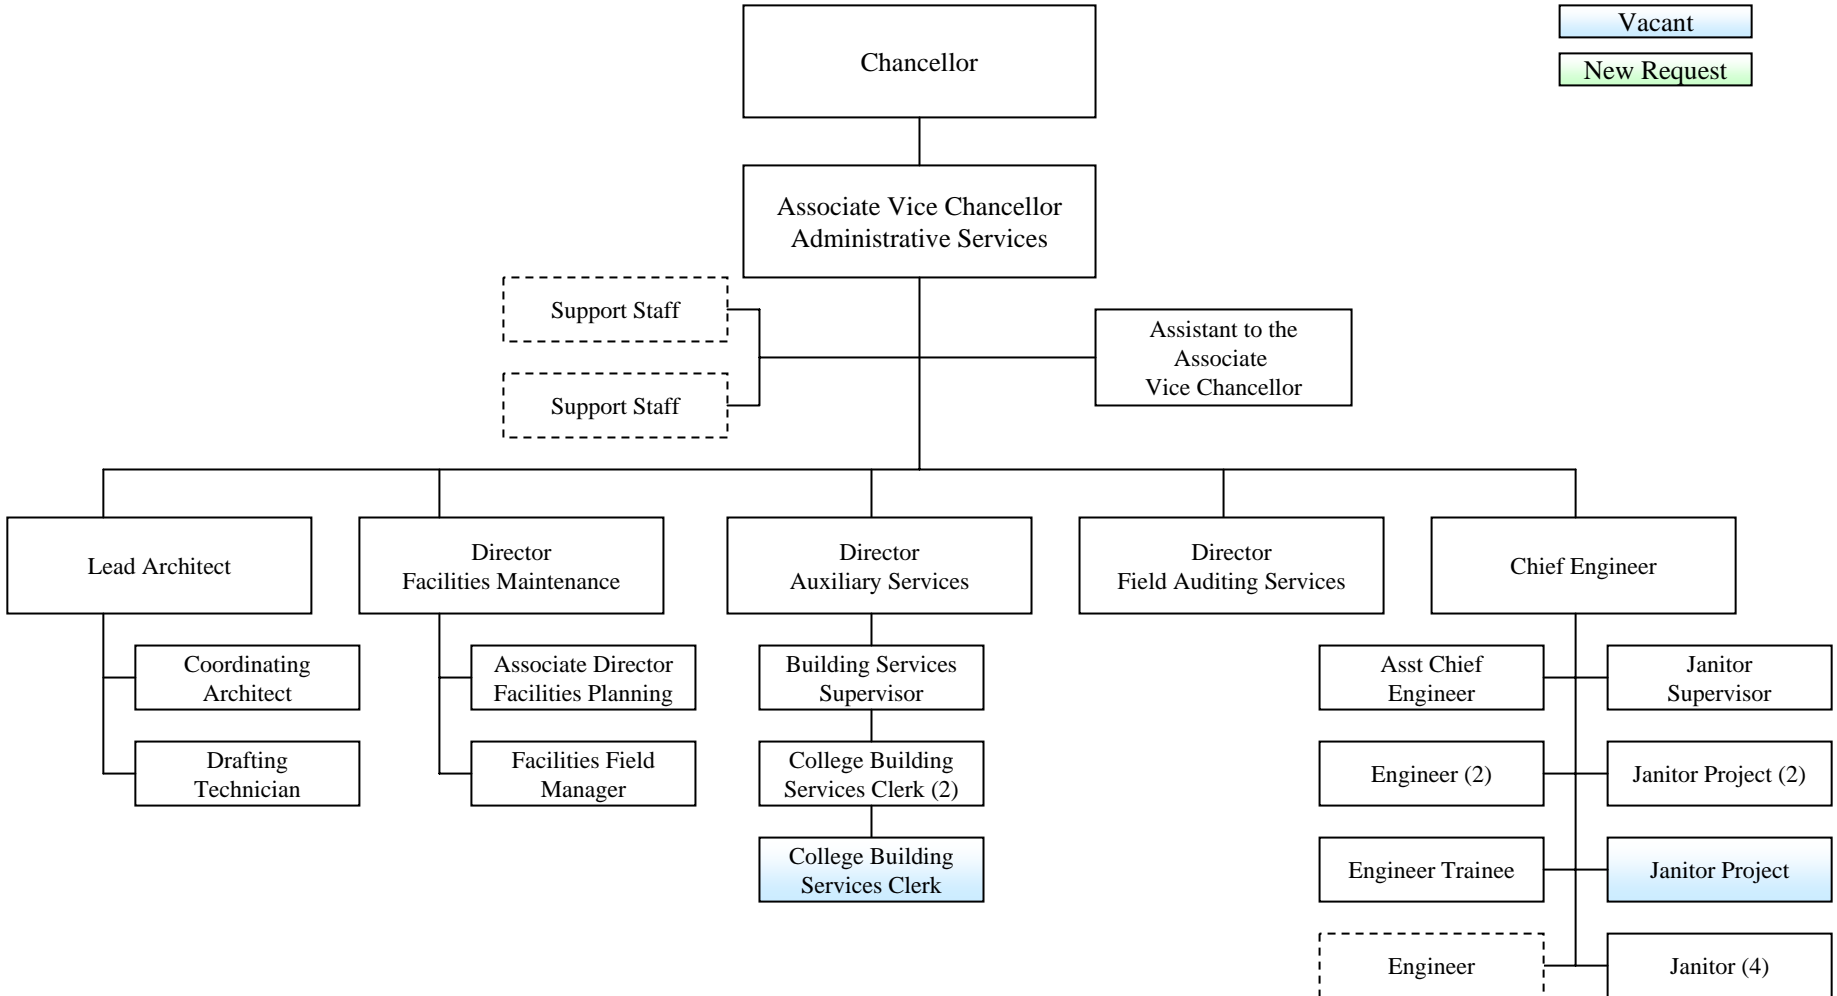 Vacant
New Request
Chancellor
Associate Vice Chancellor
Administrative Services
Support Staff
Support Staff
Assistant to the
Associate
Vice Chancellor
Lead Architect
Director
Facilities Maintenance
Director
Auxiliary Services
Director
Field Auditing Services
Chief Engineer
Coordinating
Architect
Drafting
Technician
Associate Director
Facilities Planning
Facilities Field
Manager
Building Services
Supervisor
College Building
Services Clerk (2)
College Building
Services Clerk
Asst Chief
Engineer
Janitor
Supervisor
Engineer (2)
Janitor Project (2)
Engineer Trainee
Janitor Project
Engineer
Janitor (4)